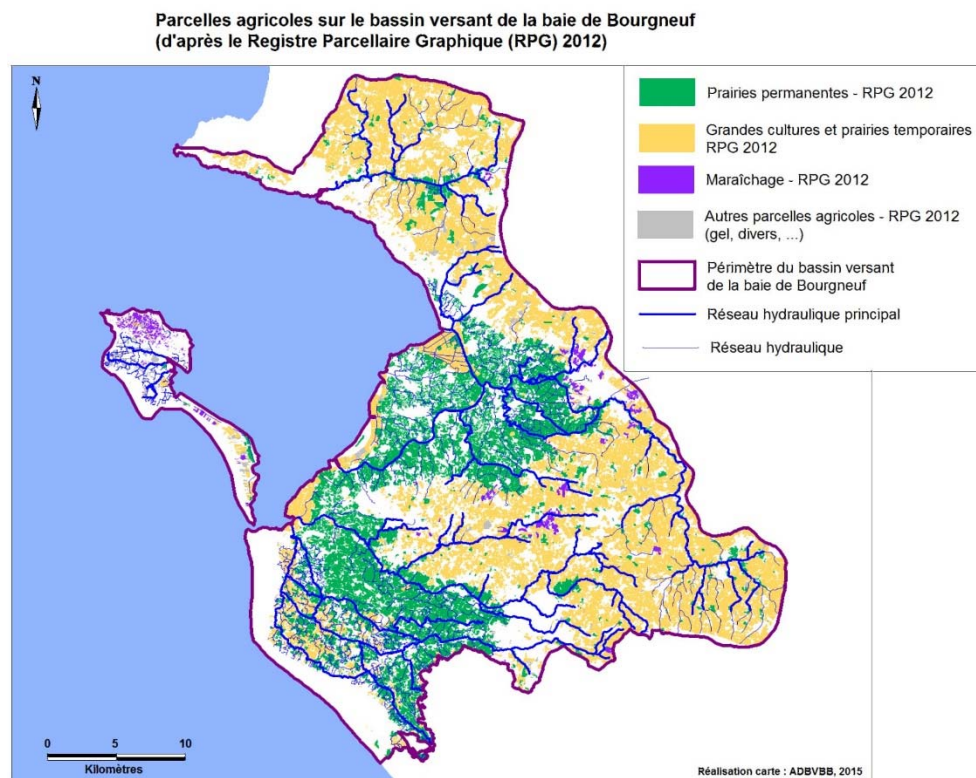 Parcelles agricoles sur le bassin versant de la baie de Bourgneuf
(d'après le Registre Parcellaire Graphique (RPG) 2012)
N
Prairies permanentes - RPG 2012
Grandes cultures et prairies temporaires
RPG 2012
Maraîchage - RPG 2012
Autres parcelles agricoles - RPG 2012
(gel, divers, ...)
Périmètre du bassin versant
de la baie de Bourgneuf
Réseau hydraulique principal
Réseau hydraulique
0 5 10
Kilomètres
Réalisation carte : ADBVBB, 2015